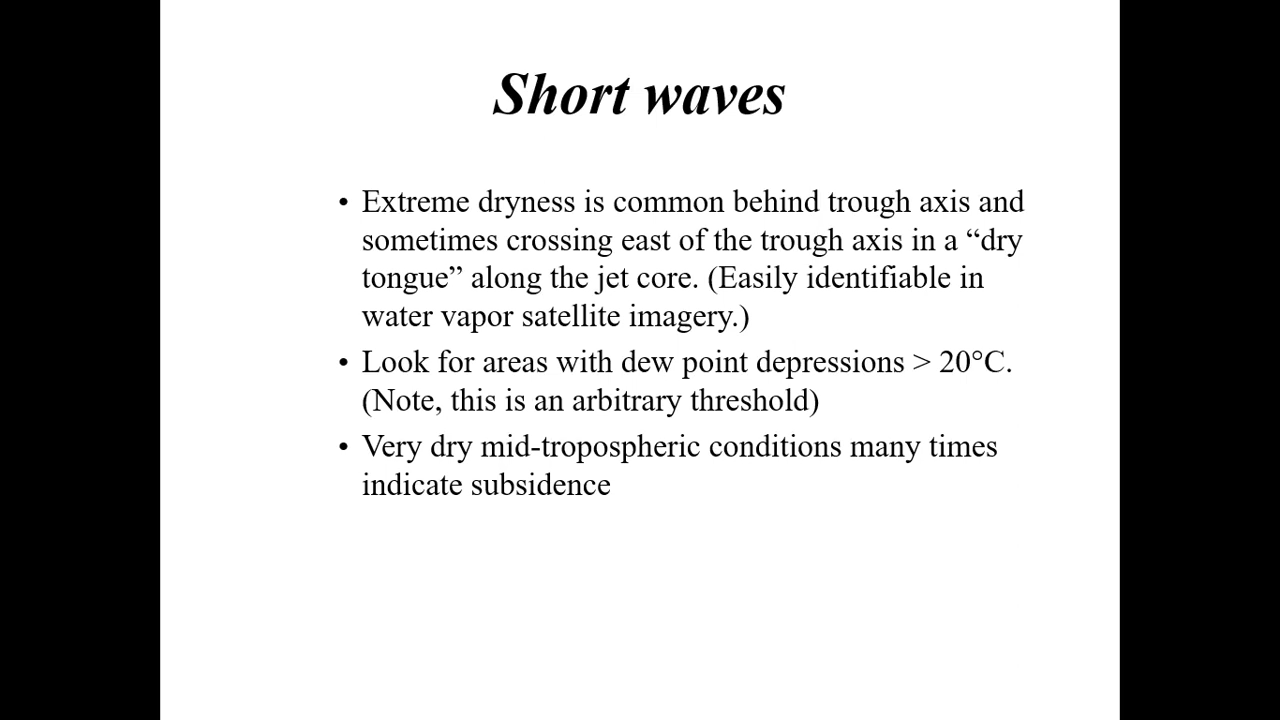 Short waves
• Extreme dryness is common behind trough axis and
sometimes crossing east of the trough axis in a “dry
tongue” along the jet core. (Easily identifiable in
water vapor satellite imagery.)
• Look for areas with dew point depressions > 20°C.
(Note, this is an arbitrary threshold)
• Very dry mid-tropospheric conditions many times
indicate subsidence